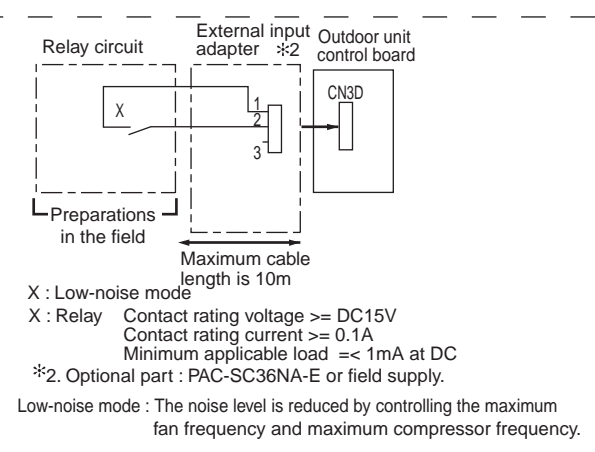 Relay circuit
External input
adapter ※2
Outdoor unit
control board
CN3D
X
1
2
3
Preparations
in the field
Maximum cable
length is 10m
X : Low-noise mode
X : Relay Contact rating voltage >= DC15V
Contact rating current >= 0.1A
Minimum applicable load =< 1mA at DC
※2. Optional part : PAC-SC36NA-E or field supply.
Low-noise mode : The noise level is reduced by controlling the maximum
fan frequency and maximum compressor frequency.